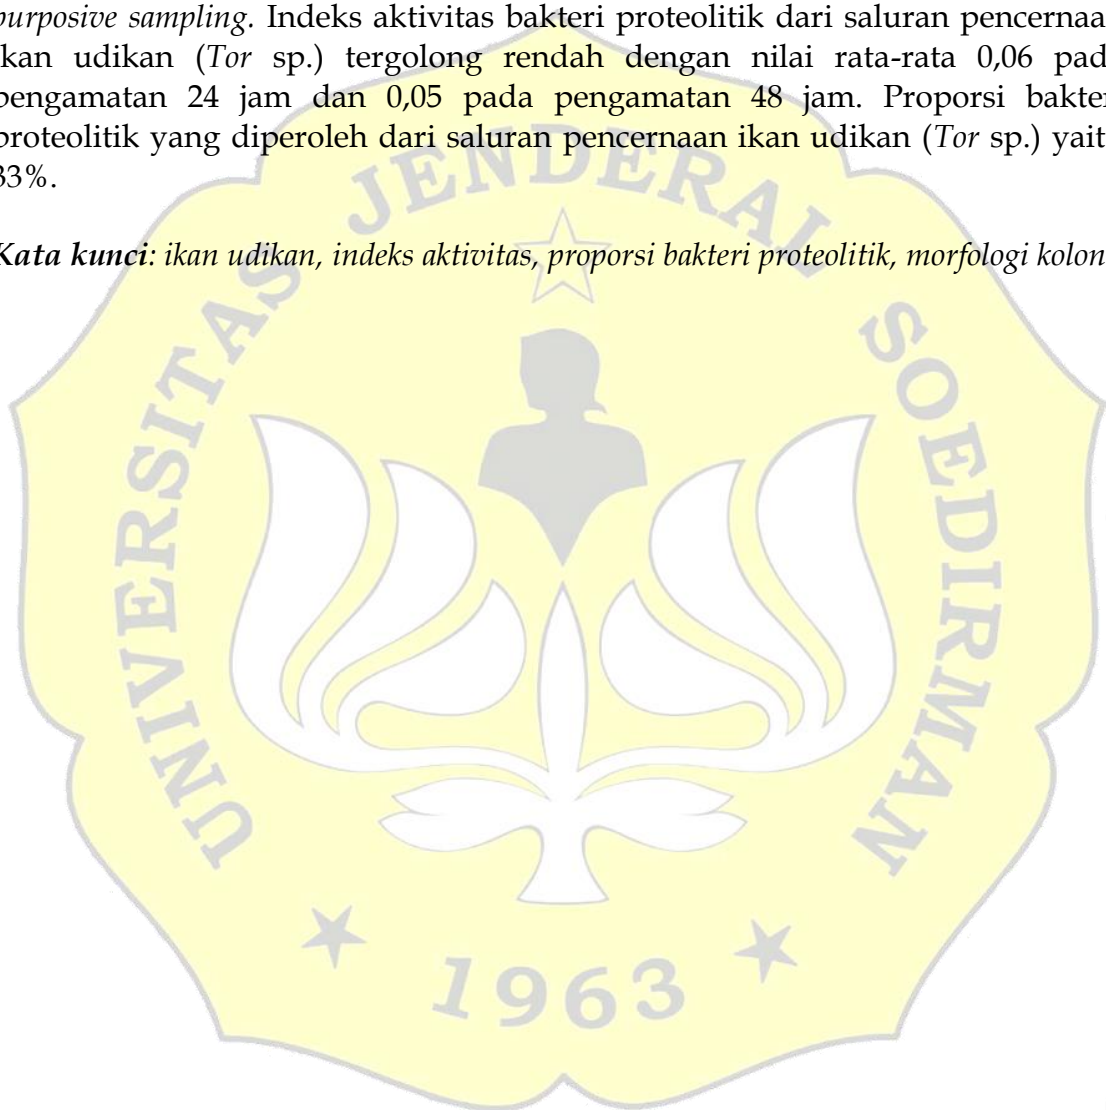 purposive sampling. Indeks aktivitas bakteri proteolitik dari saluran pencernaa
ikan udikan (Tor sp.) tergolong rendah dengan nilai rata-rata 0,06 pad
pengamatan 24 jam dan 0,05 pada pengamatan 48 jam. Proporsi bakter
proteolitik yang diperoleh dari saluran pencernaan ikan udikan (Tor sp.) yait
33%.
Kata kunci: ikan udikan, indeks aktivitas, proporsi bakteri proteolitik, morfologi kolon
UNIVERSITAS JENDERAL SOEDIRMAN
1963